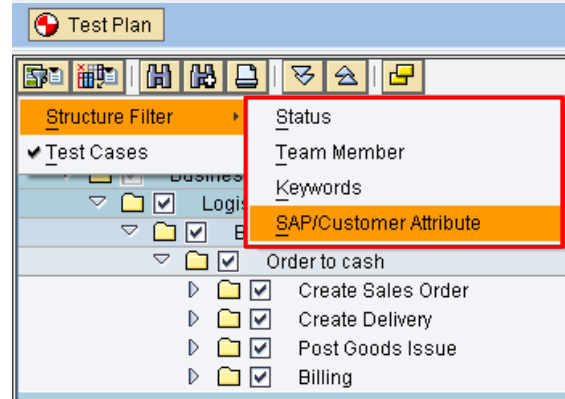 Test Plan
Structure Filter
Test Cases
Status
Team Member
Keywords
SAP/Customer Attribute
Order to cash
Create Sales Order
Create Delivery
Post Goods Issue
Billing